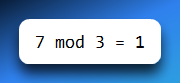 7 mod 3 = 1